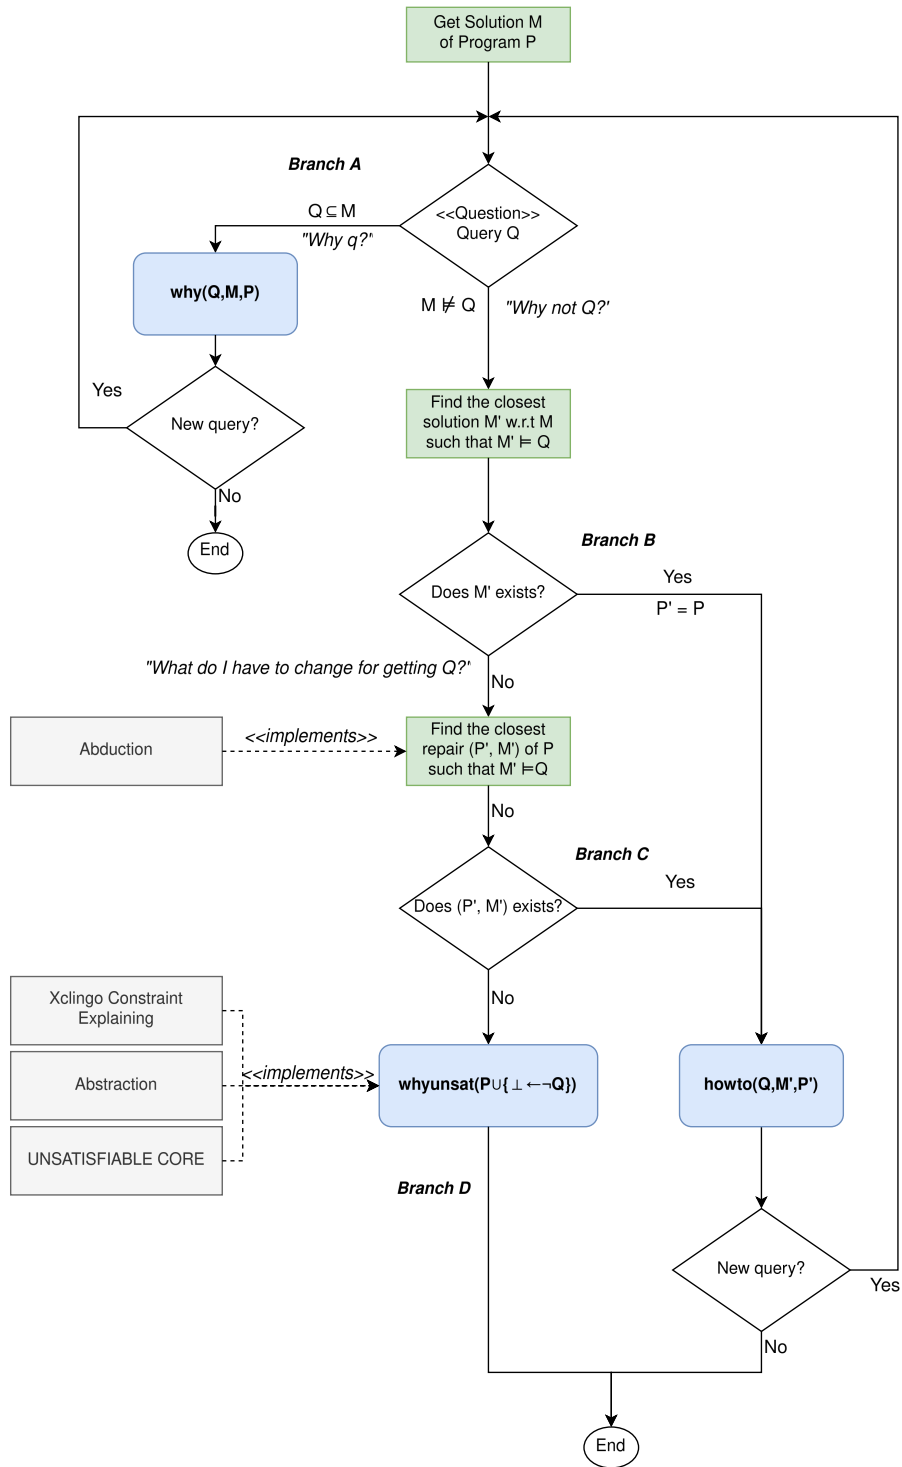 Get Solution M
of Program P
Branch A
<<Question>>
Query Q
Q ⊆ M
"Why q?"
why(Q,M,P)
M ⊭ Q
"Why not Q?'
Yes
New query?
Find the closest
solution M' w.r.t M
such that M' ⊨ Q
No
End
Branch B
Does M' exists?
Yes
P' = P
"What do I have to change for getting Q?"
No
Abduction
<<implements>>
Find the closest
repair (P', M') of P
such that M' ⊨Q
No
Branch C
Does (P', M') exists?
Yes
No
Xclingo Constraint
Explaining
Abstraction
UNSATISFIABLE CORE
<<implements>>
whyunsat(P∪{⊥←¬Q})
howto(Q,M',P')
Branch D
New query?
Yes
No
End